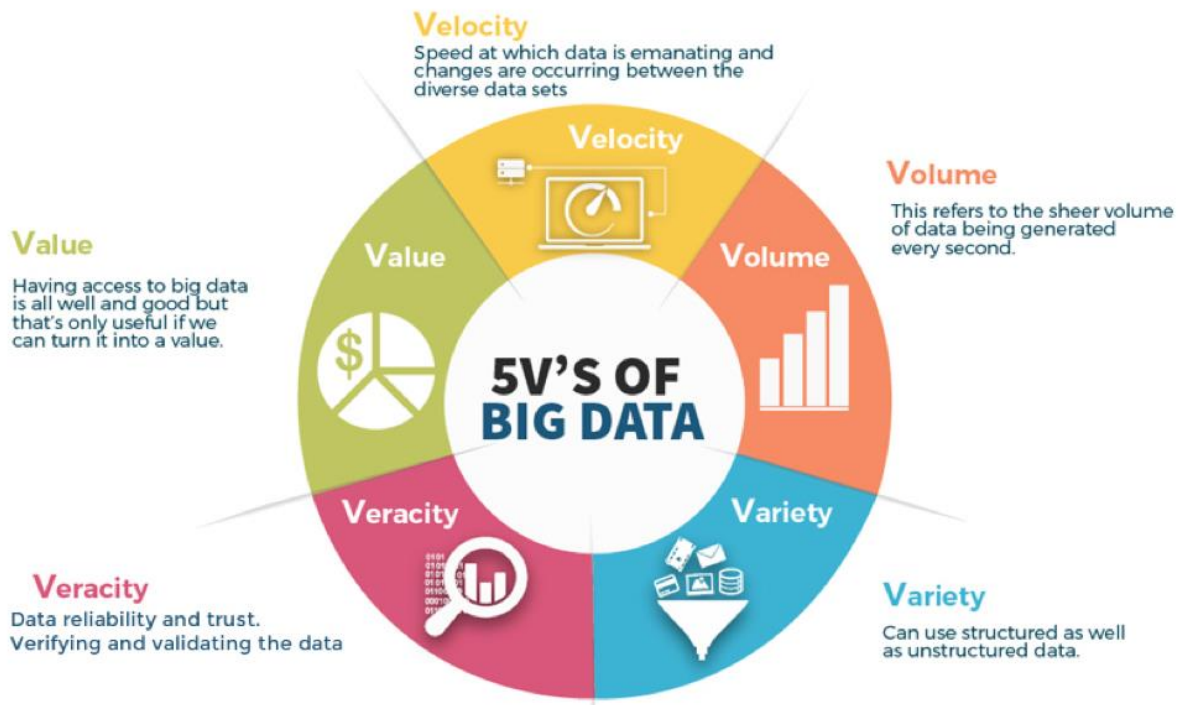 Velocity
Speed at which data is emanating and
changes are occurring between the
diverse data sets
Velocity
Volume
This refers to the sheer volume
of data being generated
every second.
Volume
Value
Having access to big data
is all well and good but
that's only useful if we
can turn it into a value.
Value
$
5V'S OF
BIG DATA
Veracity
Variety
0101
Veracity
Data reliability and trust.
Verifying and validating the data
Variety
Can use structured as well
as unstructured data.